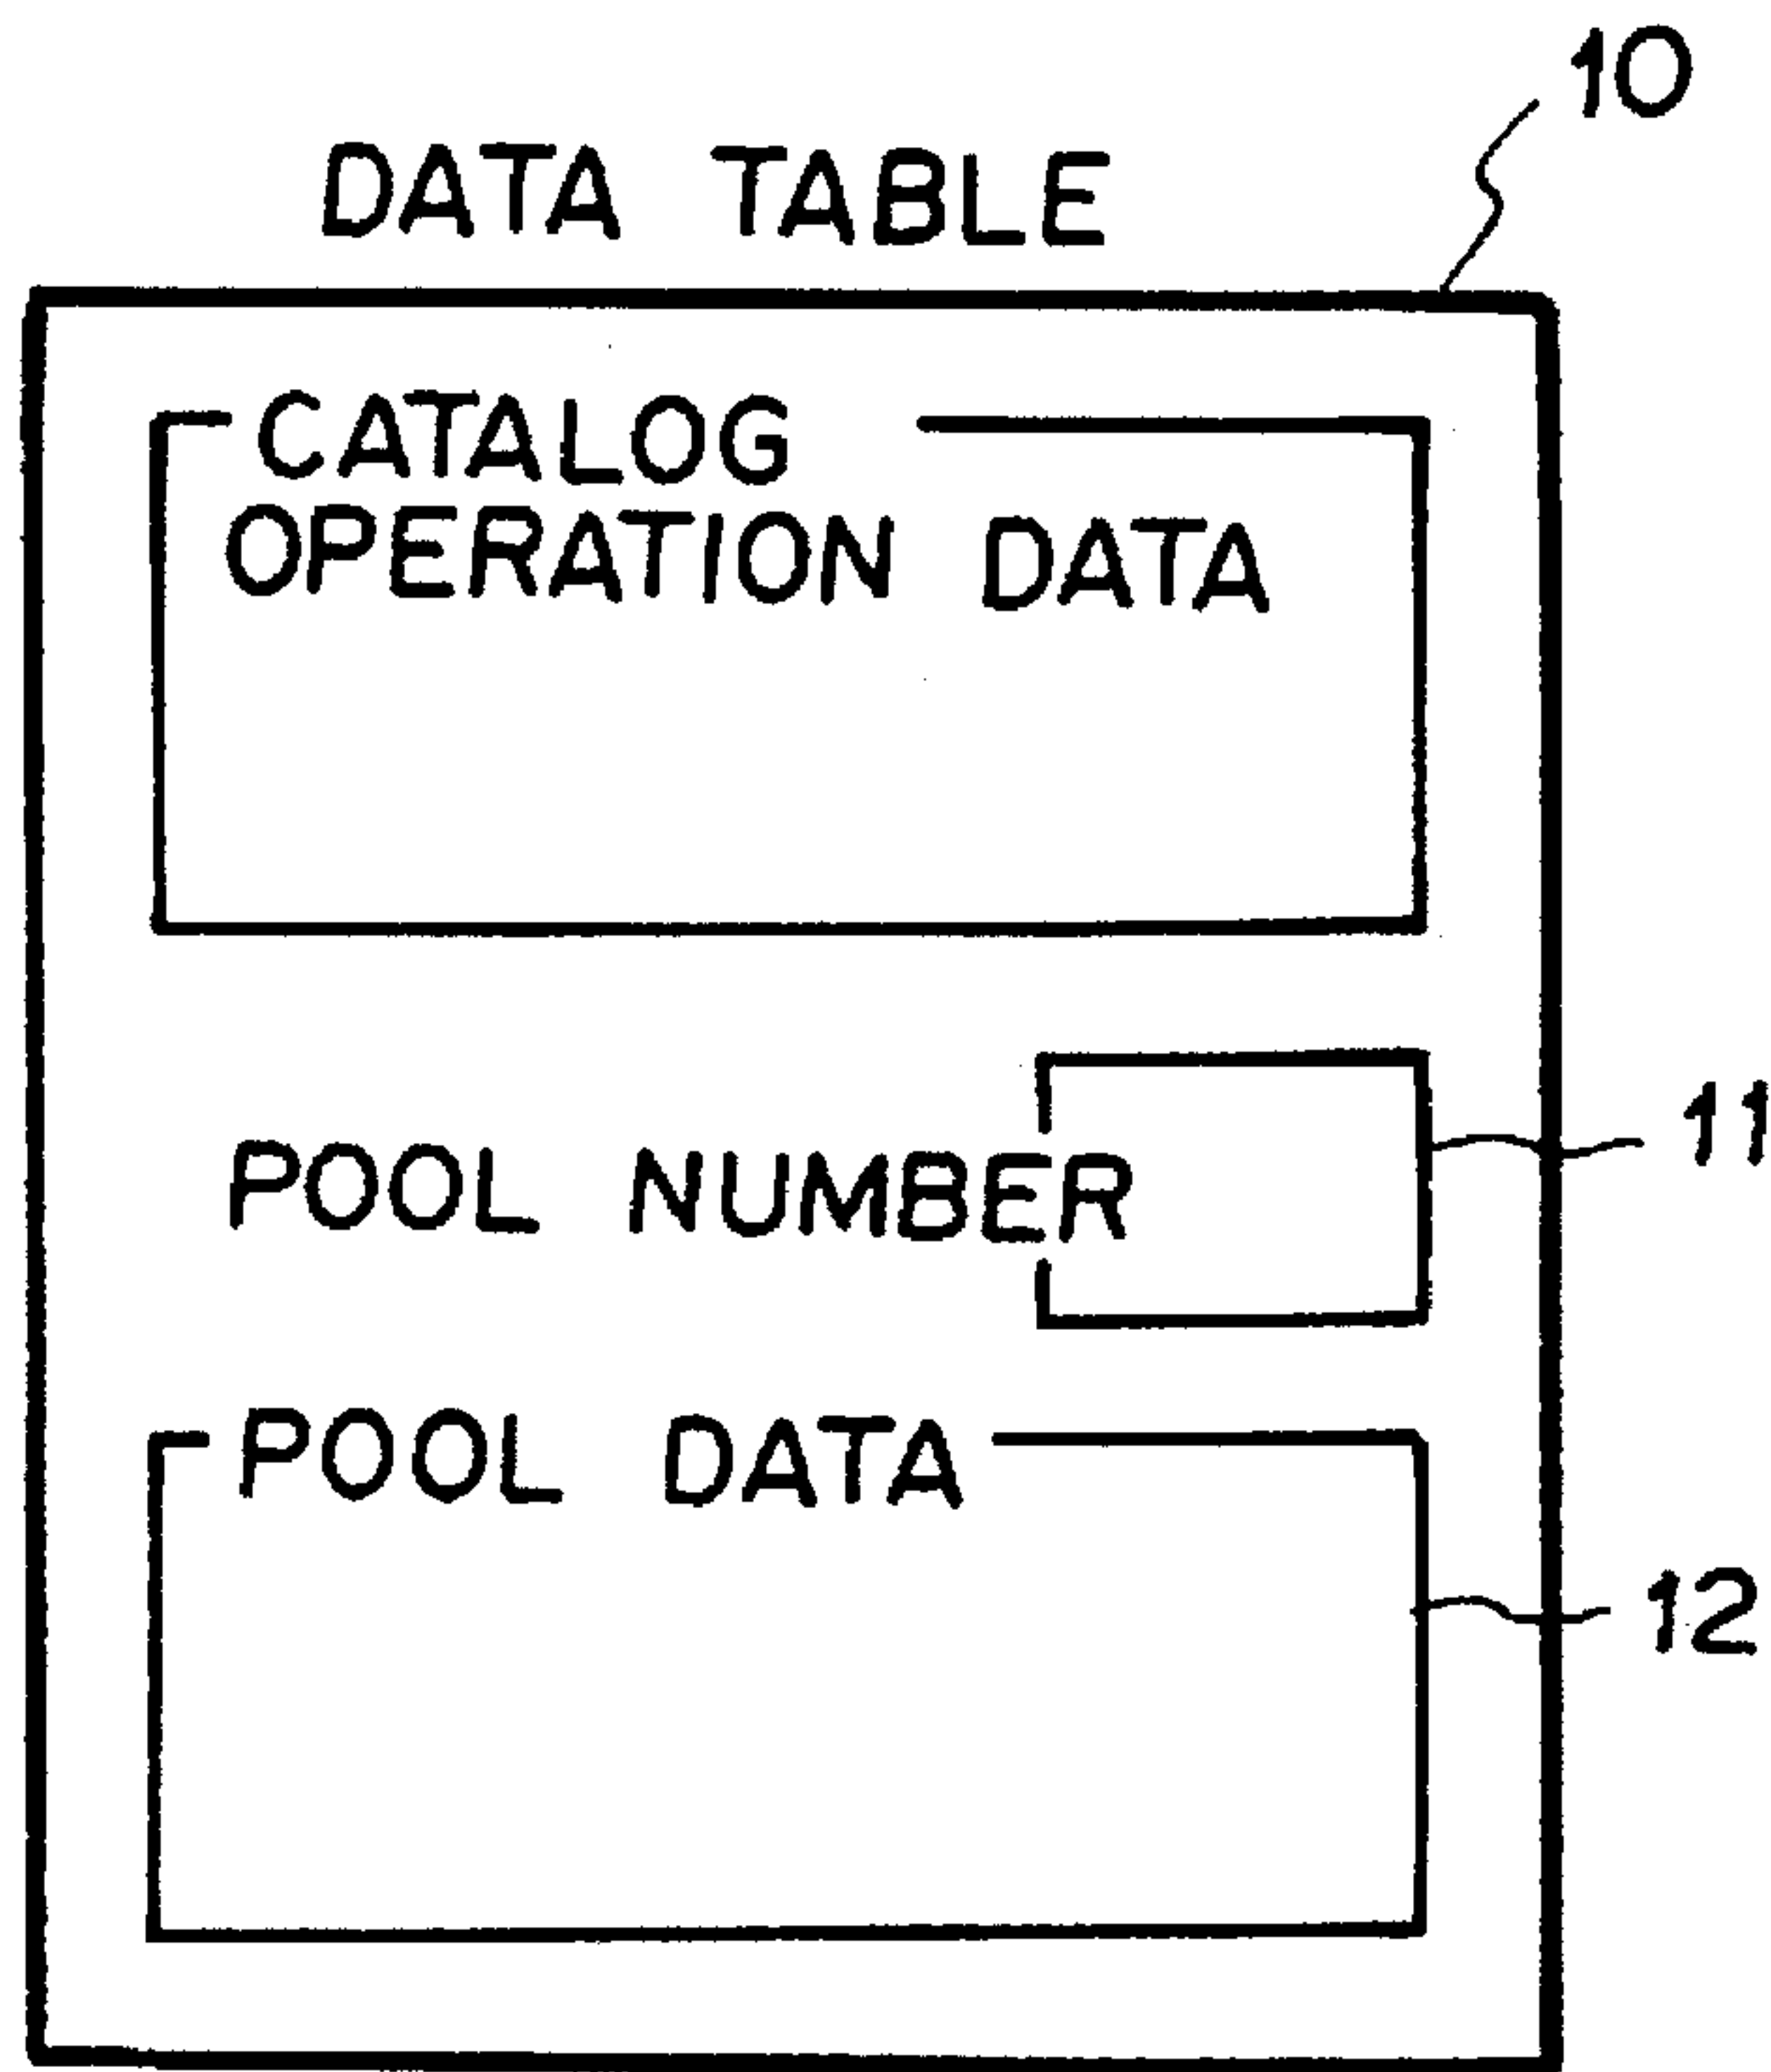 10
DATA TABLE
CATALOG
OPERATION DATA
POOL NUMBER
11
POOL DATA
12